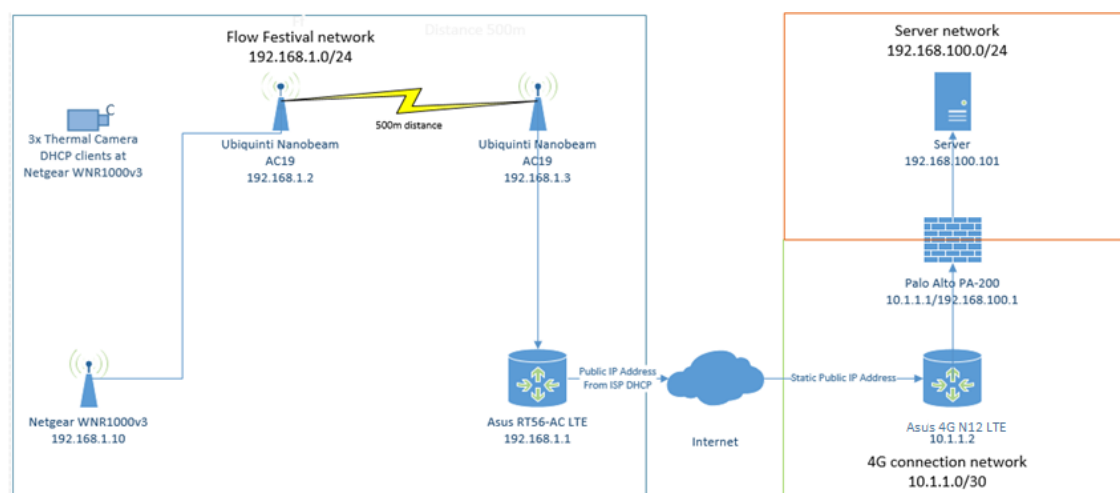 Distance 500m
Flow Festival network
192.168.1.0/24
C
3x Thermal Camera
DHCP clients at
Netgear WNR1000v3
500m distance
Ubiquinti Nanobeam
AC19
192.168.1.2
Ubiquinti Nanobeam
AC19
192.168.1.3
Netgear WNR1000v3
192.168.1.10
Asus RT56-AC LTE
192.168.1.1
Public IP Address
From ISP DHCP
Internet
Static Public IP Address
Server network
192.168.100.0/24
Server
192.168.100.101
Palo Alto PA-200
10.1.1.1/192.168.100.1
Asus 4G N12 LTE
10.1.1.2
4G connection network
10.1.1.0/30